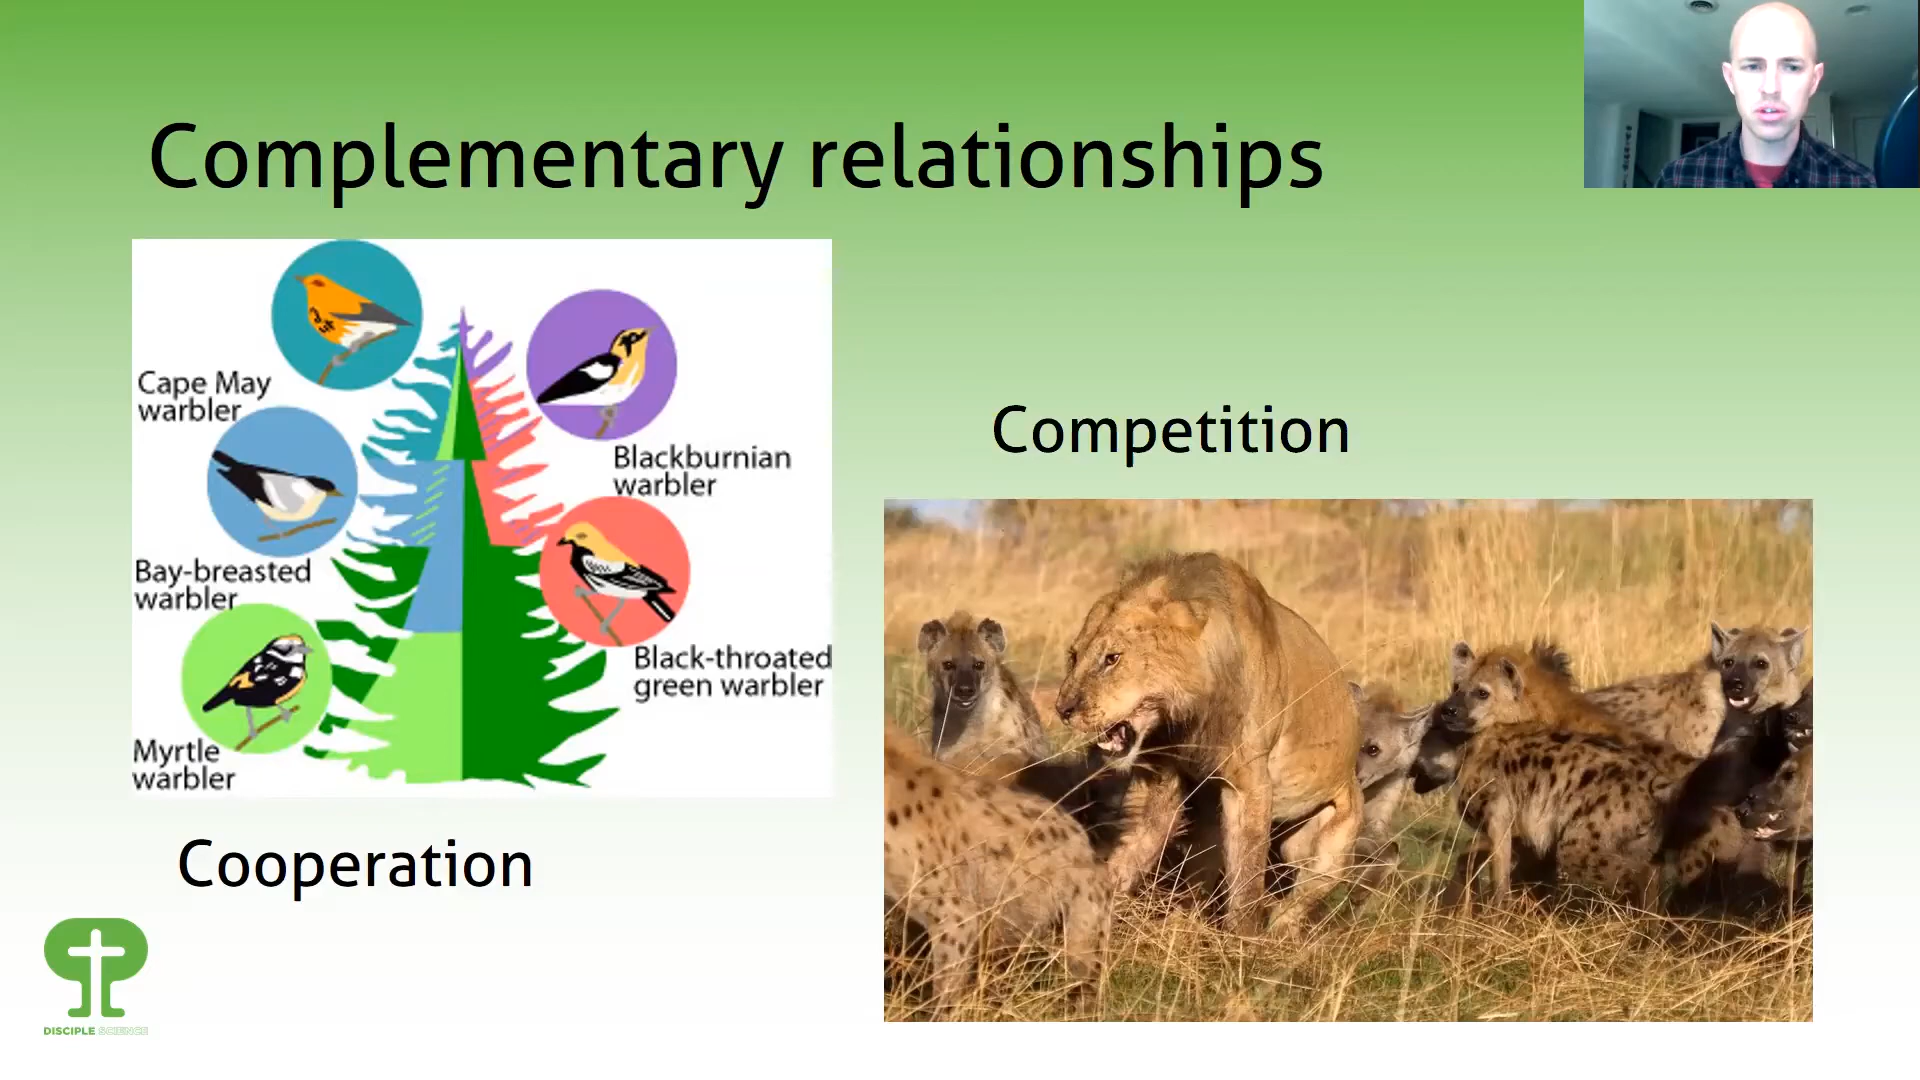 Complementary relationships
Cape May
warbler
Blackburnian
warbler
Bay-breasted
warbler
Black-throated
green warbler
Myrtle
warbler
Cooperation
Competition
DISCIPLE SCIENCE